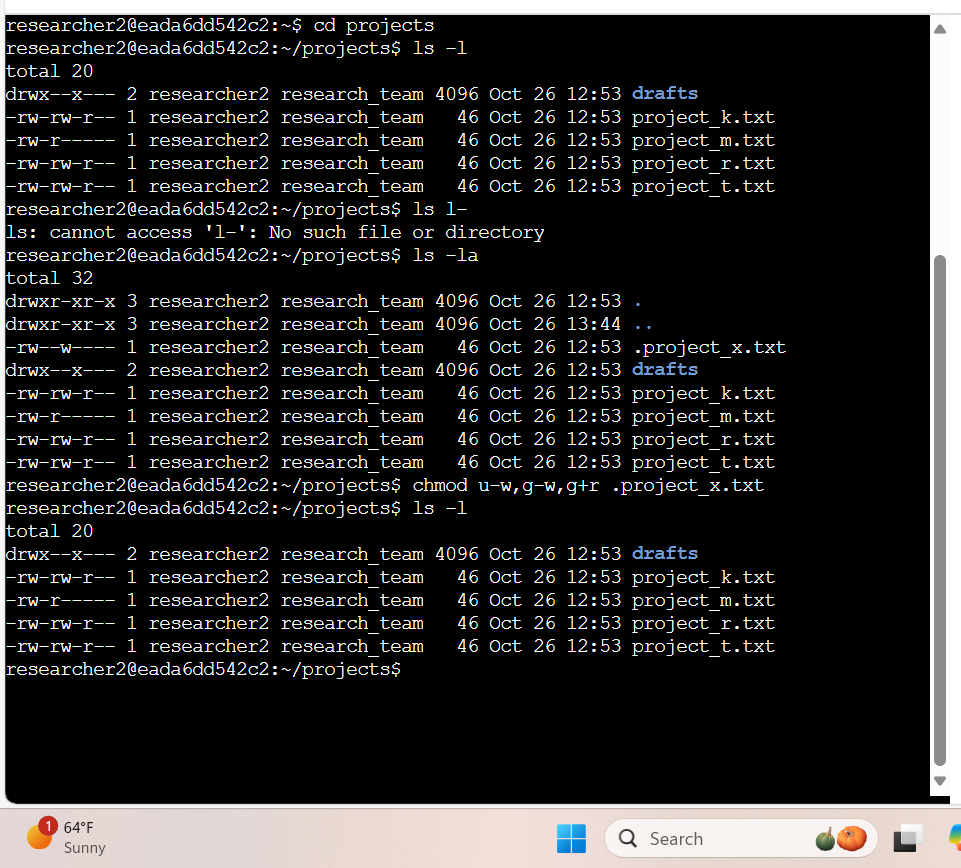 researcher2@eada6dd542c2:~$ cd projects
researcher2@eada6dd542c2:~/projects$ ls -l
total 20
drwx--x--- 2 researcher2 research_team 4096 Oct 26 12:53 drafts
-rw-rw-r-- 1 researcher2 research_team   46 Oct 26 12:53 project_k.txt
-rw-r----- 1 researcher2 research_team   46 Oct 26 12:53 project_m.txt
-rw-rw-r-- 1 researcher2 research_team   46 Oct 26 12:53 project_r.txt
-rw-rw-r-- 1 researcher2 research_team   46 Oct 26 12:53 project_t.txt
researcher2@eada6dd542c2:~/projects$ ls l-
ls: cannot access 'l-': No such file or directory
researcher2@eada6dd542c2:~/projects$ ls -la
total 32
drwxr-xr-x 3 researcher2 research_team 4096 Oct 26 12:53 .
drwxr-xr-x 3 researcher2 research_team 4096 Oct 26 13:44 ..
-rw--w---- 1 researcher2 research_team   46 Oct 26 12:53 .project_x.txt
drwx--x--- 2 researcher2 research_team 4096 Oct 26 12:53 drafts
-rw-rw-r-- 1 researcher2 research_team   46 Oct 26 12:53 project_k.txt
-rw-r----- 1 researcher2 research_team   46 Oct 26 12:53 project_m.txt
-rw-rw-r-- 1 researcher2 research_team   46 Oct 26 12:53 project_r.txt
-rw-rw-r-- 1 researcher2 research_team   46 Oct 26 12:53 project_t.txt
researcher2@eada6dd542c2:~/projects$ chmod u-w,g-w,g+r .project_x.txt
researcher2@eada6dd542c2:~/projects$ ls -l
total 20
drwx--x--- 2 researcher2 research_team 4096 Oct 26 12:53 drafts
-rw-rw-r-- 1 researcher2 research_team   46 Oct 26 12:53 project_k.txt
-rw-r----- 1 researcher2 research_team   46 Oct 26 12:53 project_m.txt
-rw-rw-r-- 1 researcher2 research_team   46 Oct 26 12:53 project_r.txt
-rw-rw-r-- 1 researcher2 research_team   46 Oct 26 12:53 project_t.txt
researcher2@eada6dd542c2:~/projects$
1
64°F
Sunny
Search